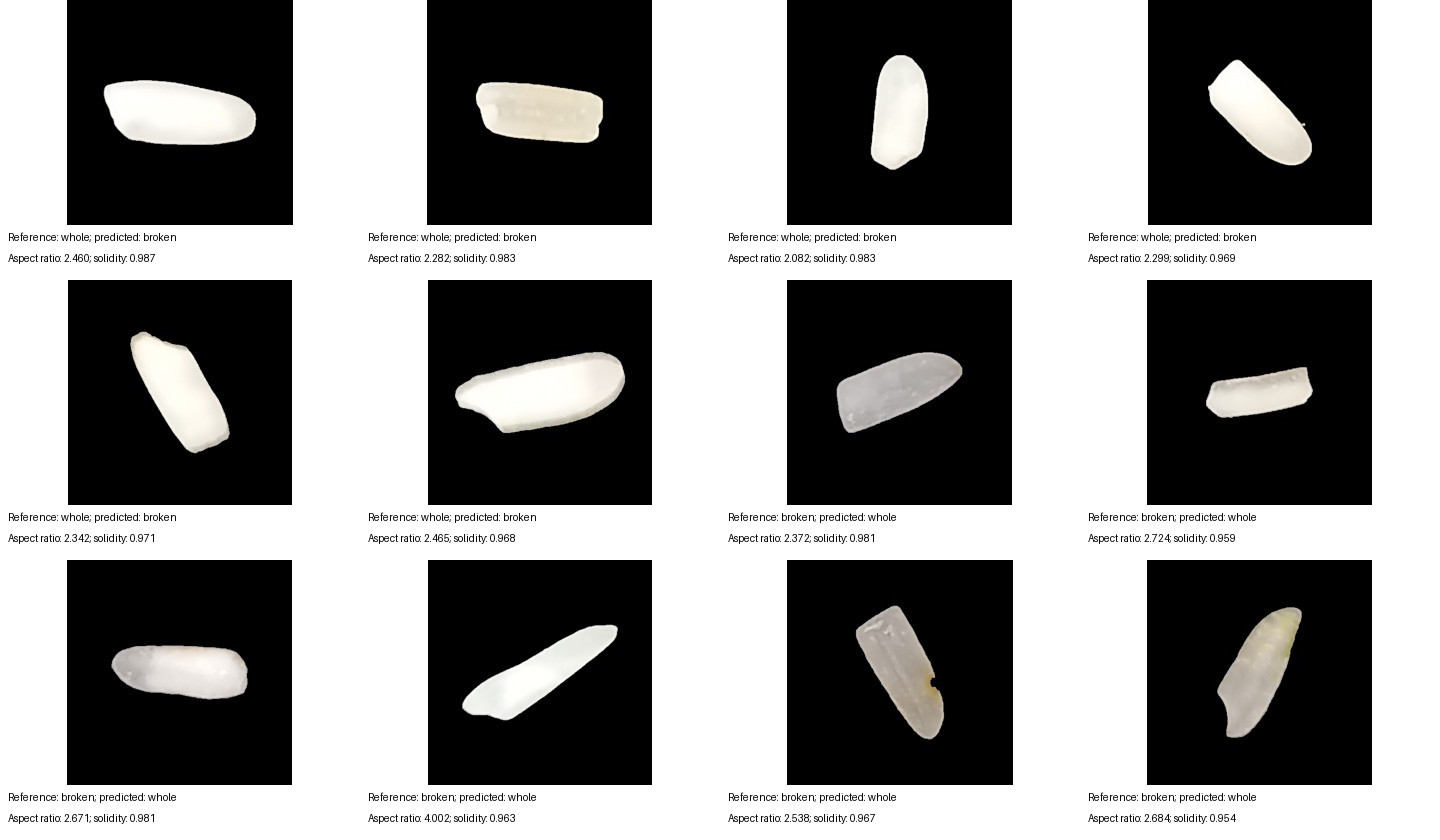 Reference: whole; predicted: broken
Aspect ratio: 2.460; solidity: 0.987
Reference: whole; predicted: broken
Aspect ratio: 2.282; solidity: 0.983
Reference: whole; predicted: broken
Aspect ratio: 2.082; solidity: 0.983
Reference: whole; predicted: broken
Aspect ratio: 2.299; solidity: 0.969
Reference: whole; predicted: broken
Aspect ratio: 2.342; solidity: 0.971
Reference: whole; predicted: broken
Aspect ratio: 2.465; solidity: 0.968
Reference: broken; predicted: whole
Aspect ratio: 2.372; solidity: 0.981
Reference: broken; predicted: whole
Aspect ratio: 2.724; solidity: 0.959
Reference: broken; predicted: whole
Aspect ratio: 2.671; solidity: 0.981
Reference: broken; predicted: whole
Aspect ratio: 4.002; solidity: 0.963
Reference: broken; predicted: whole
Aspect ratio: 2.538; solidity: 0.967
Reference: broken; predicted: whole
Aspect ratio: 2.684; solidity: 0.954